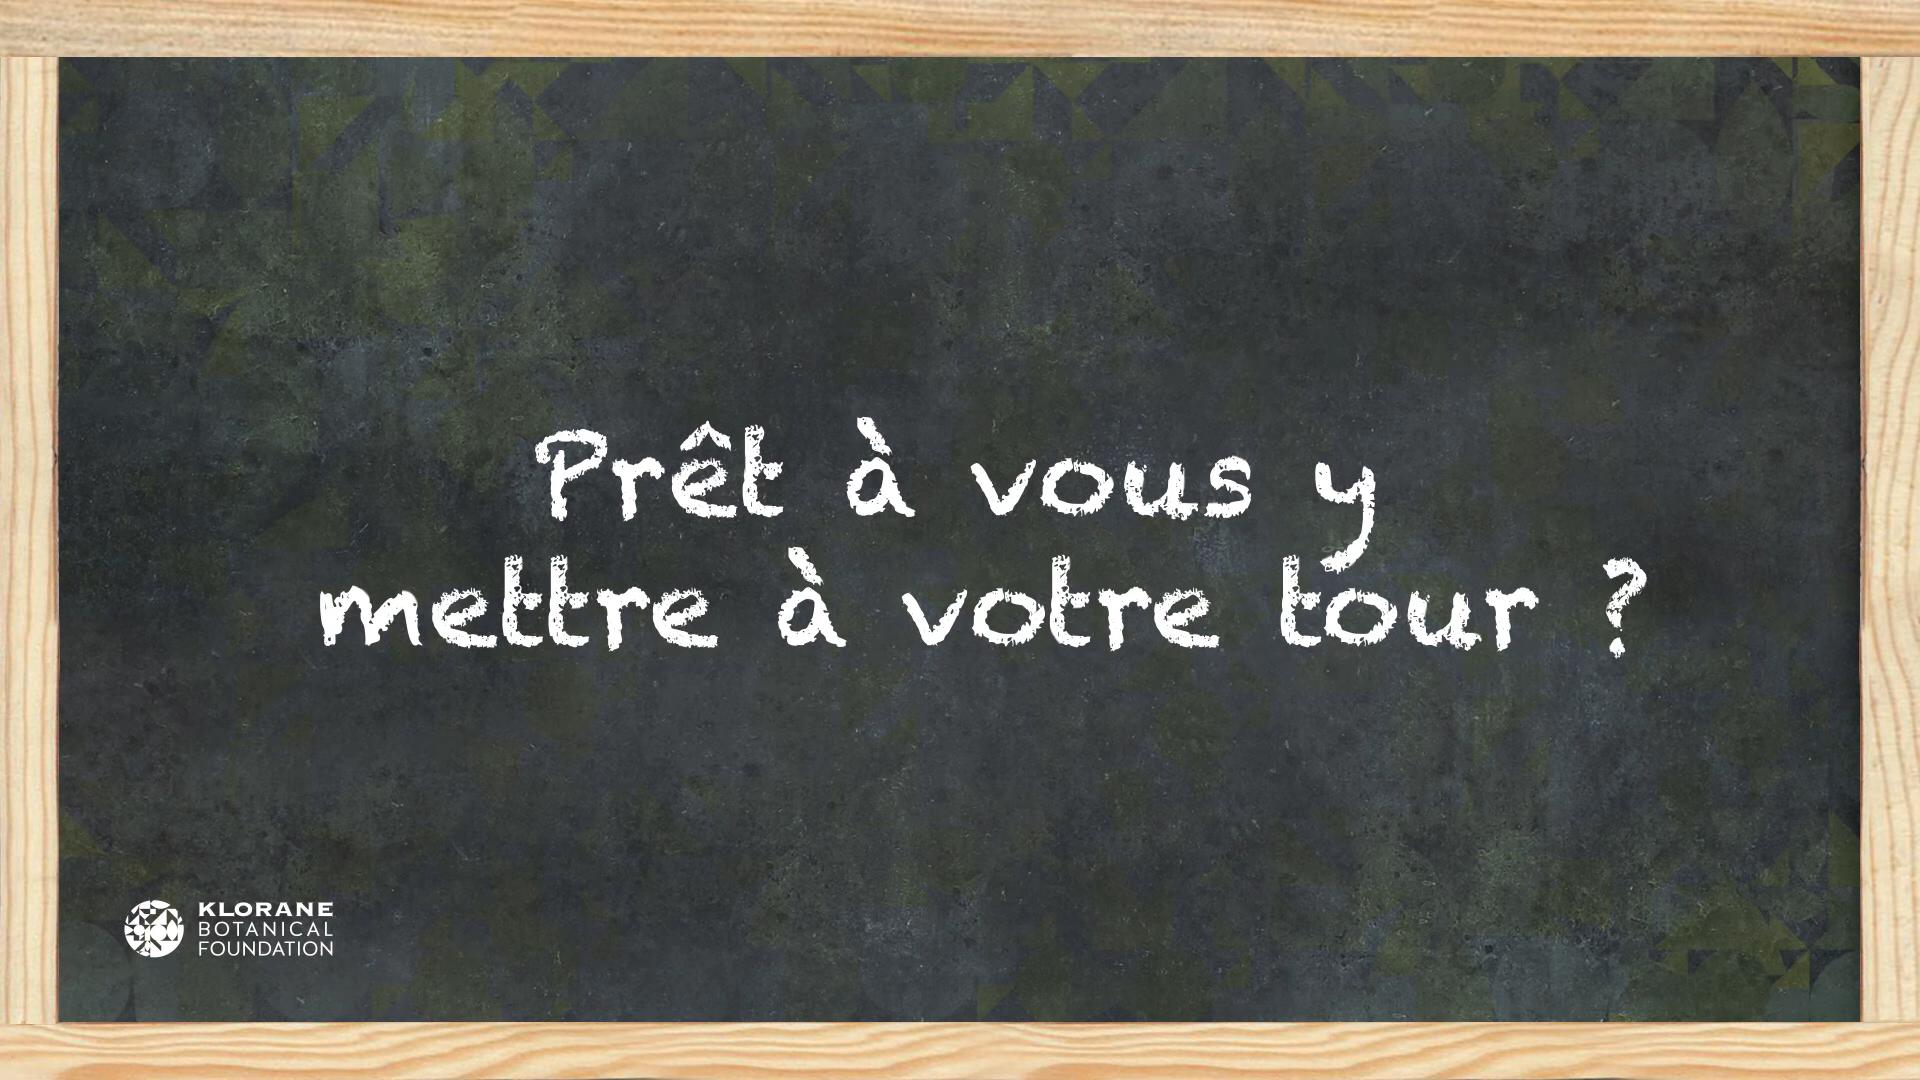 Prêt à vous y
mettre à votre tour ?
KLORANE
BOTANICAL
FOUNDATION